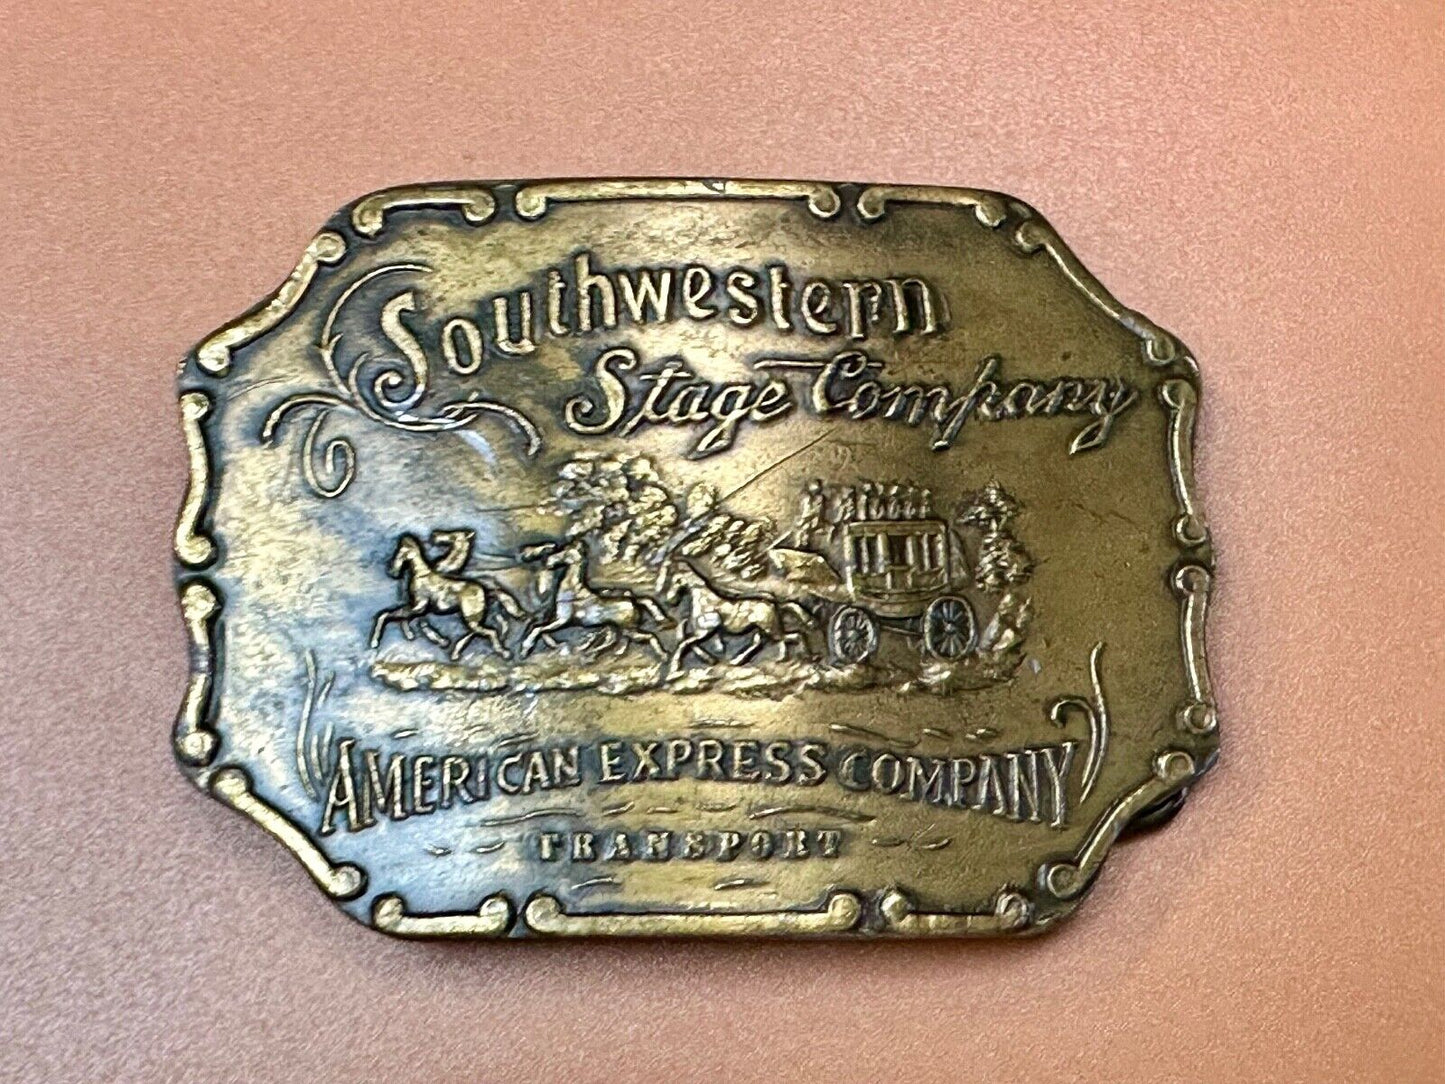 Southwestern
Stage Company
AMERICAN EXPRESS COMPANY
TRANSPORT